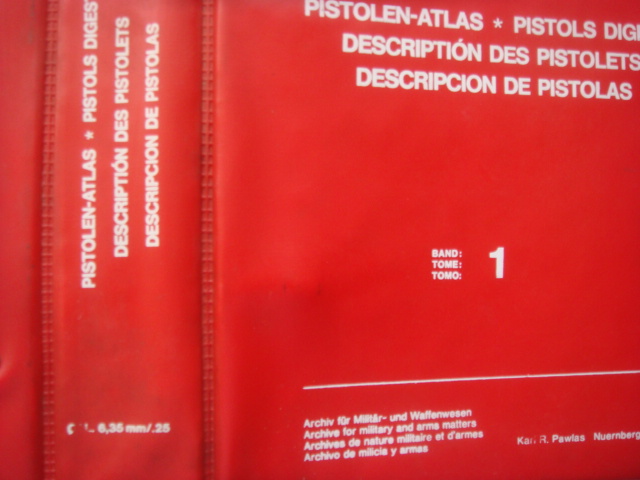 PISTOLEN-ATLAS * PISTOLS DIGEST
DESCRIPTIÓN DES PISTOLETS
DESCRIPCION DE PISTOLAS
6,35 mm/.25
PISTOLEN-ATLAS * PISTOLS DIGE
DESCRIPTIÓN DES PISTOLETS
DESCRIPCION DE PISTOLAS
BAND:
TOME: 1
TOMO:
Archiv für Militär- und Waffenwesen
Archive for military and arms matters
Archives de nature militaire et d'armes
Archivo de milicia y armas
Karl R. Pawlas Nuernberg